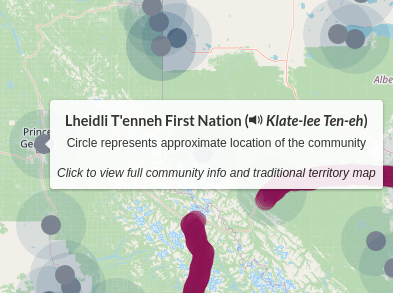 Albe
Lheidli T'enneh First Nation (🔊 Klate-lee Ten-eh)
Circle represents approximate location of the community
Prince
Ge
Click to view full community info and traditional territory map